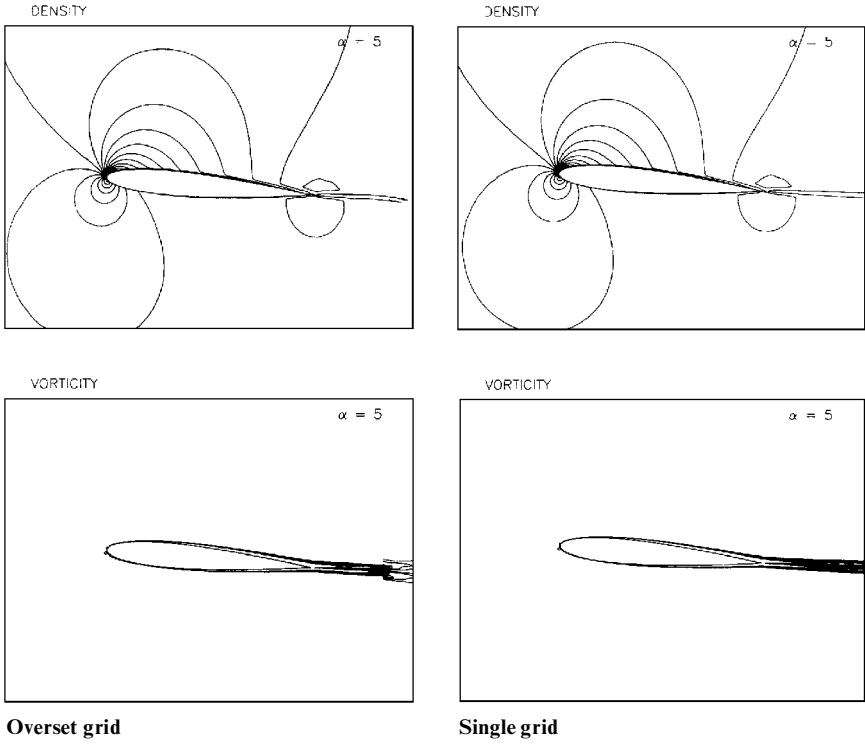 DENSITY
α = 5
DENSITY
α = 5
VORTICITY
α = 5
VORTICITY
α = 5
Overset grid
Single grid